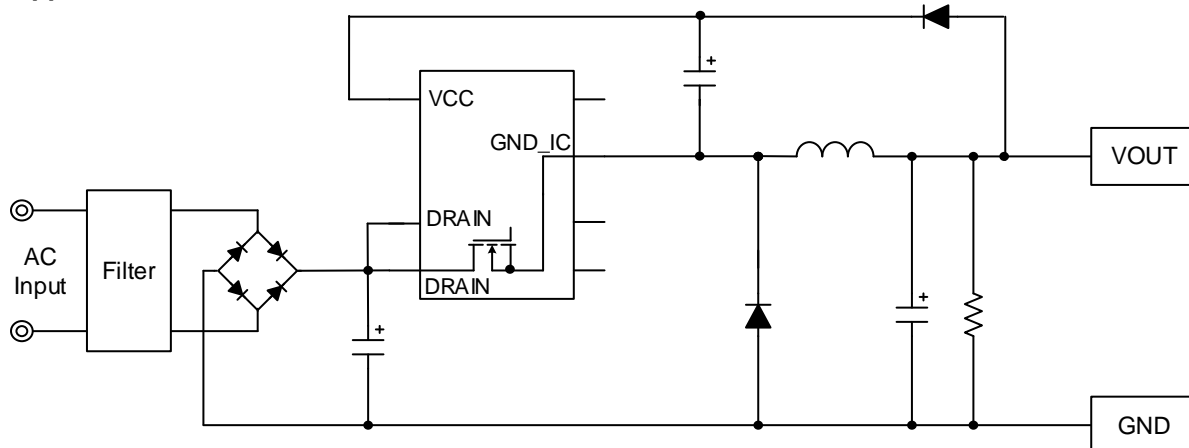 VCC
GND_IC
VOUT
DRAIN
AC
Input
Filter
DRAIN
GND
+
+
+